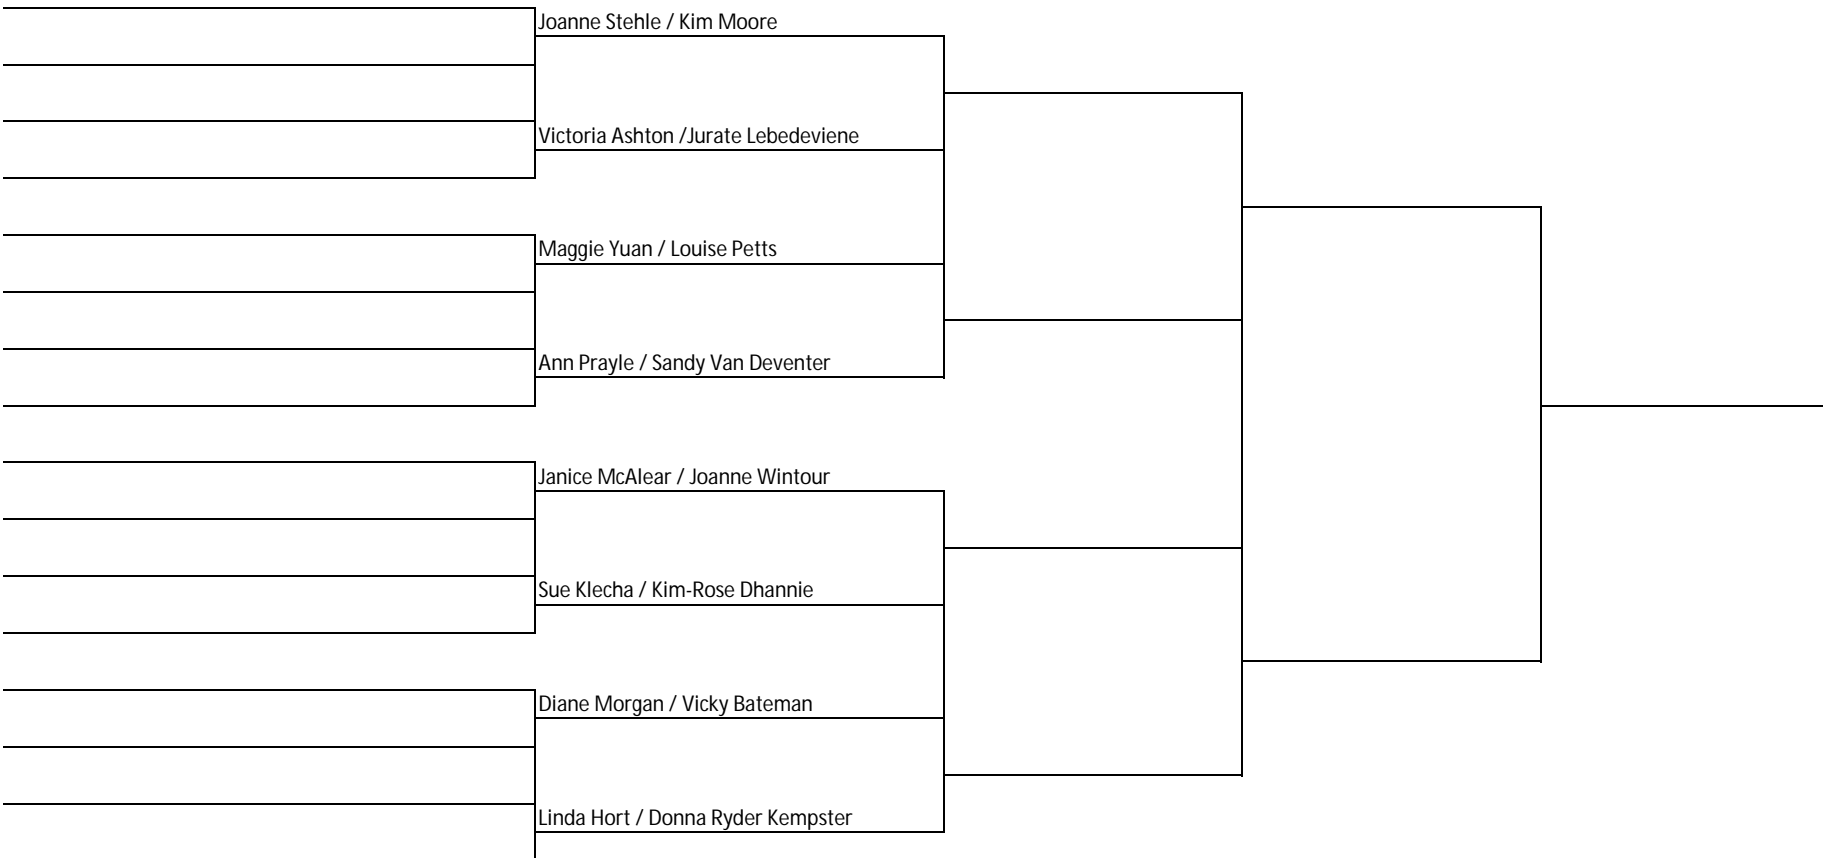 Joanne Stehle / Kim Moore
Victoria Ashton /Jurate Lebedeviene
Maggie Yuan / Louise Petts
Ann Prayle / Sandy Van Deventer
Janice McAlear / Joanne Wintour
Sue Klecha / Kim-Rose Dhannie
Diane Morgan / Vicky Bateman
Linda Hort / Donna Ryder Kempster